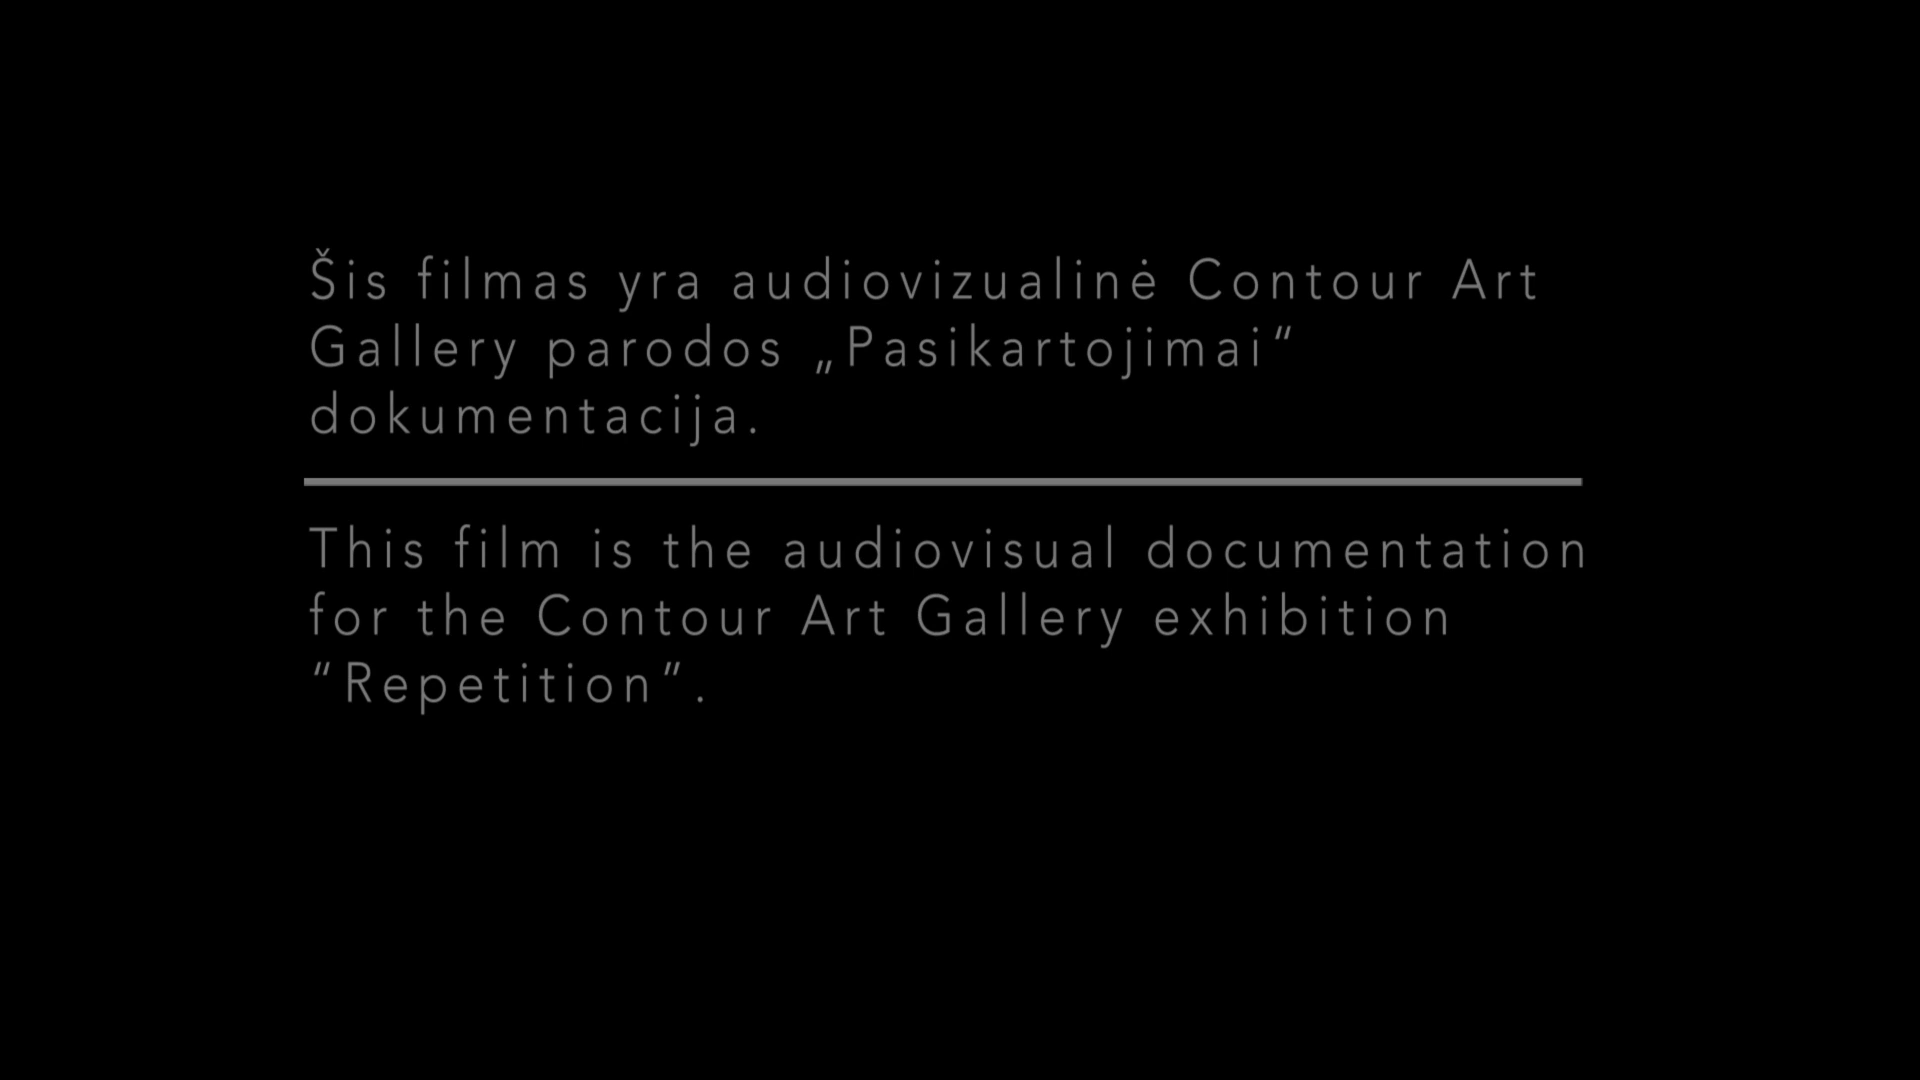 Šis filmas yra audiovizualinė Contour Art
Gallery parodos „Pasikartojimai“
dokumentacija.
This film is the audiovisual documentation
for the Contour Art Gallery exhibition
“Repetition”.